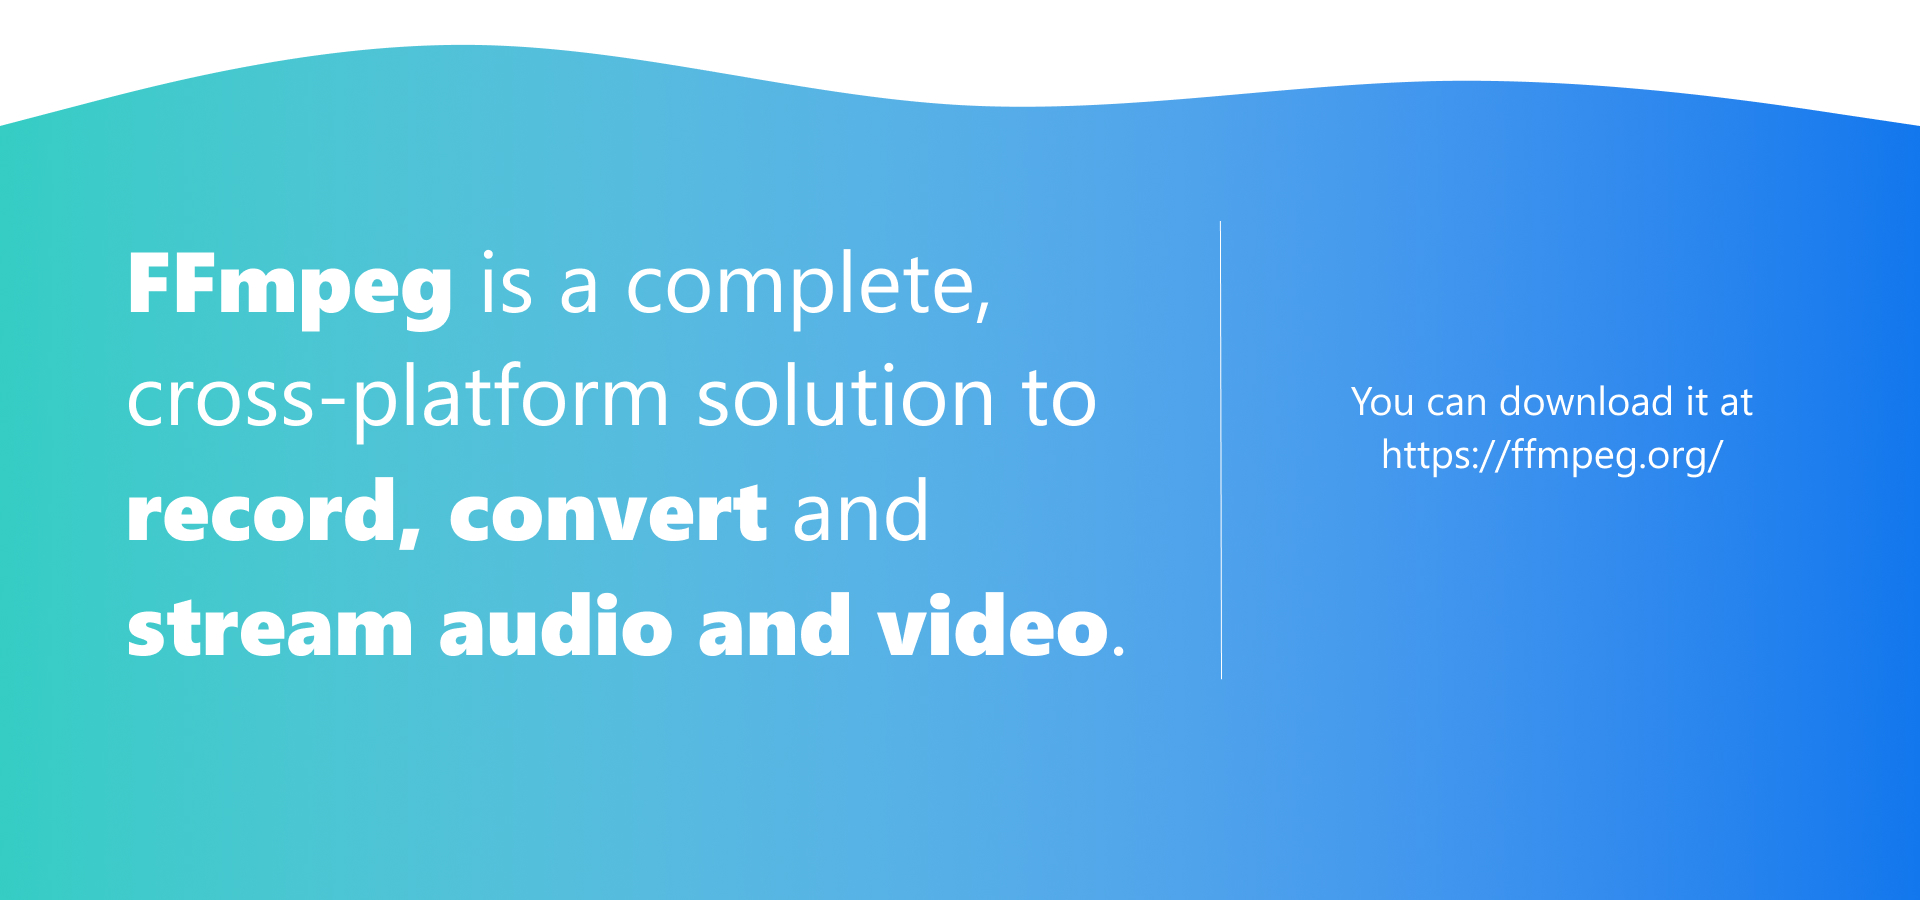 FFmpeg is a complete,
cross-platform solution to
record, convert and
stream audio and video.
You can download it at
https://ffmpeg.org/